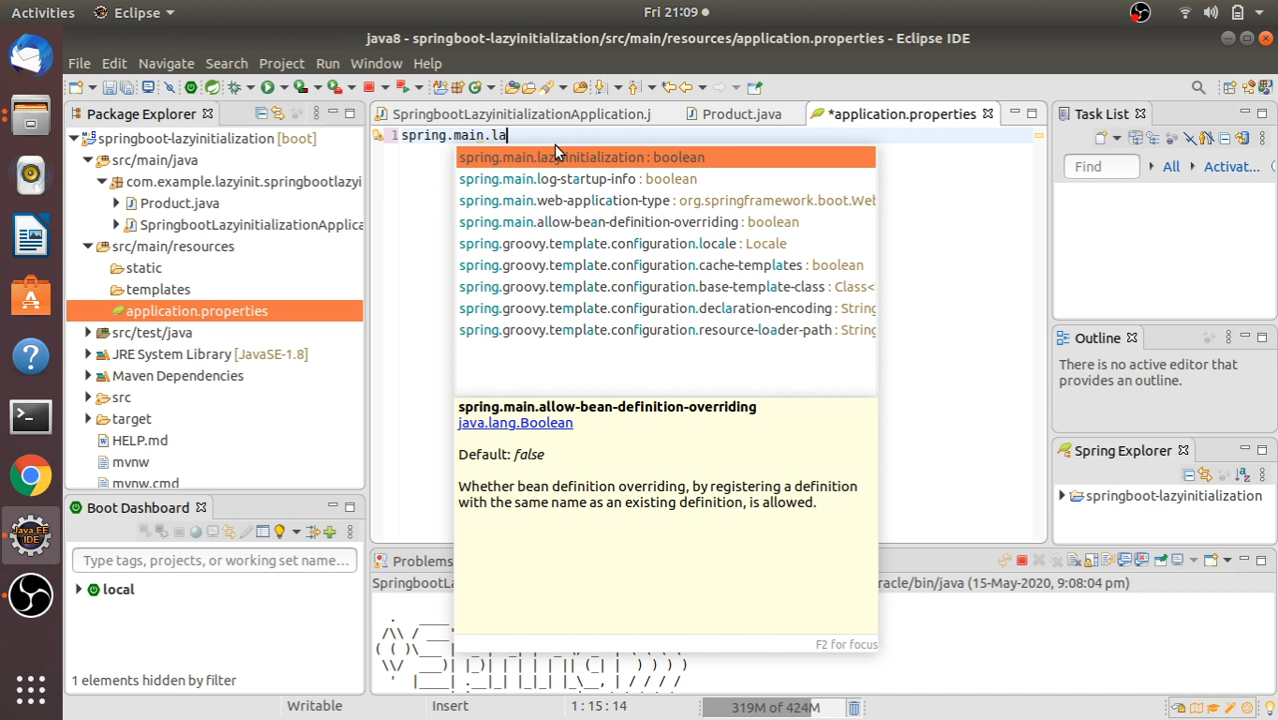 Activities Eclipse Fri 21:09
java8 - springboot-lazyinitialization/src/main/resources/application.properties - Eclipse IDE
File Edit Navigate Search Project Run Window Help
Package Explorer
springboot-lazyinitialization [boot]
src/main/java
com.example.lazyinit.springbootlazyi
Product.java
SpringbootLazyinitializationApplica
src/main/resources
static
templates
application.properties
src/test/java
JRE System Library [JavaSE-1.8]
Maven Dependencies
src
target
HELP.md
mvnw
mvnw.cmd
Boot Dashboard
Type tags, projects, or working set name...
local
1 elements hidden by filter
SpringbootLazyinitializationApplication.j Product.java *application.properties
1 spring.main.la
spring.main.lazy-initialization : boolean
spring.main.log-startup-info : boolean
spring.main.web-application-type : org.springframework.boot.Web
spring.main.allow-bean-definition-overriding : boolean
spring.groovy.template.configuration.locale : Locale
spring.groovy.template.configuration.cache-templates : boolean
spring.groovy.template.configuration.base-template-class : Class<
spring.groovy.template.configuration.declaration-encoding : String
spring.groovy.template.configuration.resource-loader-path : String
spring.main.allow-bean-definition-overriding
java.lang.Boolean
Default: false
Whether bean definition overriding, by registering a definition
with the same name as an existing definition, is allowed.
F2 for focus
Problems
SpringbootLa
racle/bin/java (15-May-2020, 9:08:04 pm)
Task List
Find All Activat...
Outline
There is no active editor that
provides an outline.
Spring Explorer
springboot-lazyinitialization
Writable Insert 1 : 15 : 14 319M of 424M